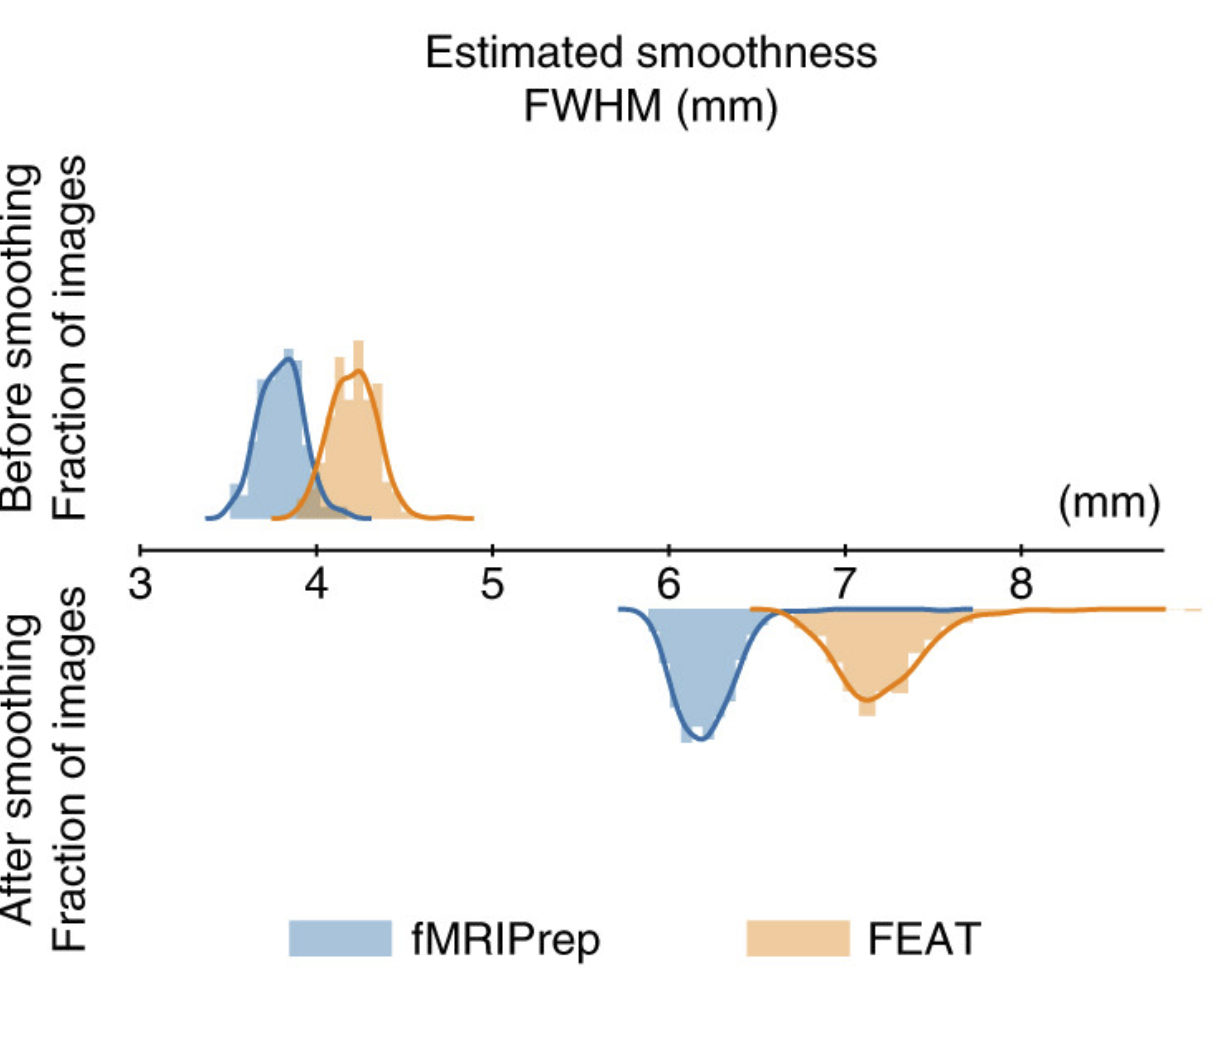 Estimated smoothness
FWHM (mm)
Before smoothing
Fraction of images
(mm)
3 4 5 6 7 8
After smoothing
Fraction of images
fMRIPrep FEAT